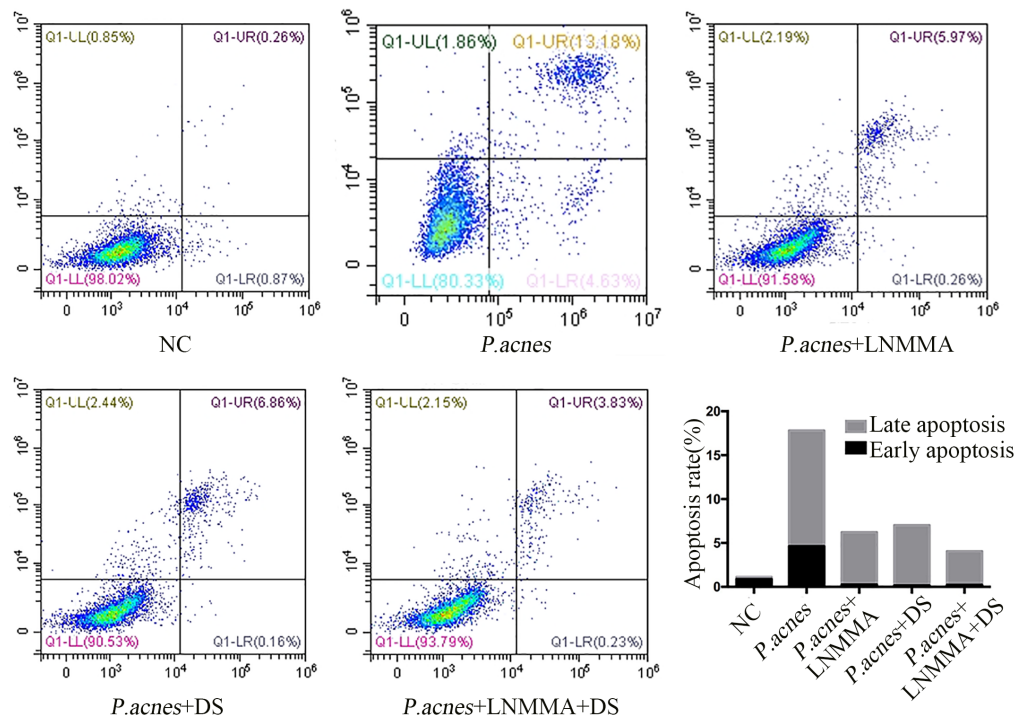 Q1-UL(0.85%) Q1-UR(0.26%)
10^7
10^6
10^5
10^4
0
Q1-LL(98.02%) Q1-LR(0.87%)
0 10^3 10^4 10^5 10^6
NC
Q1-UL(1.86%) Q1-UR(13.18%)
10^6
10^5
10^4
0
Q1-LL(80.33%) Q1-LR(4.63%)
0 10^5 10^6 10^7
P.acnes
Q1-UL(2.19%) Q1-UR(5.97%)
10^7
10^6
10^5
10^4
0
Q1-LL(91.58%) Q1-LR(0.26%)
0 10^3 10^4 10^5 10^6
P.acnes+LNMMA
Q1-UL(2.44%) Q1-UR(6.86%)
10^7
10^6
10^5
10^4
0
Q1-LL(90.53%) Q1-LR(0.16%)
0 10^3 10^4 10^5 10^6
P.acnes+DS
Q1-UL(2.15%) Q1-UR(3.83%)
10^7
10^6
10^5
10^4
0
Q1-LL(93.79%) Q1-LR(0.23%)
0 10^3 10^4 10^5 10^6
P.acnes+LNMMA+DS
Apoptosis rate(%)
20
15
10
5
0
Late apoptosis
Early apoptosis
NC
P.acnes
P.acnes+
LNMMA
P.acnes+DS
P.acnes+
LNMMA+DS